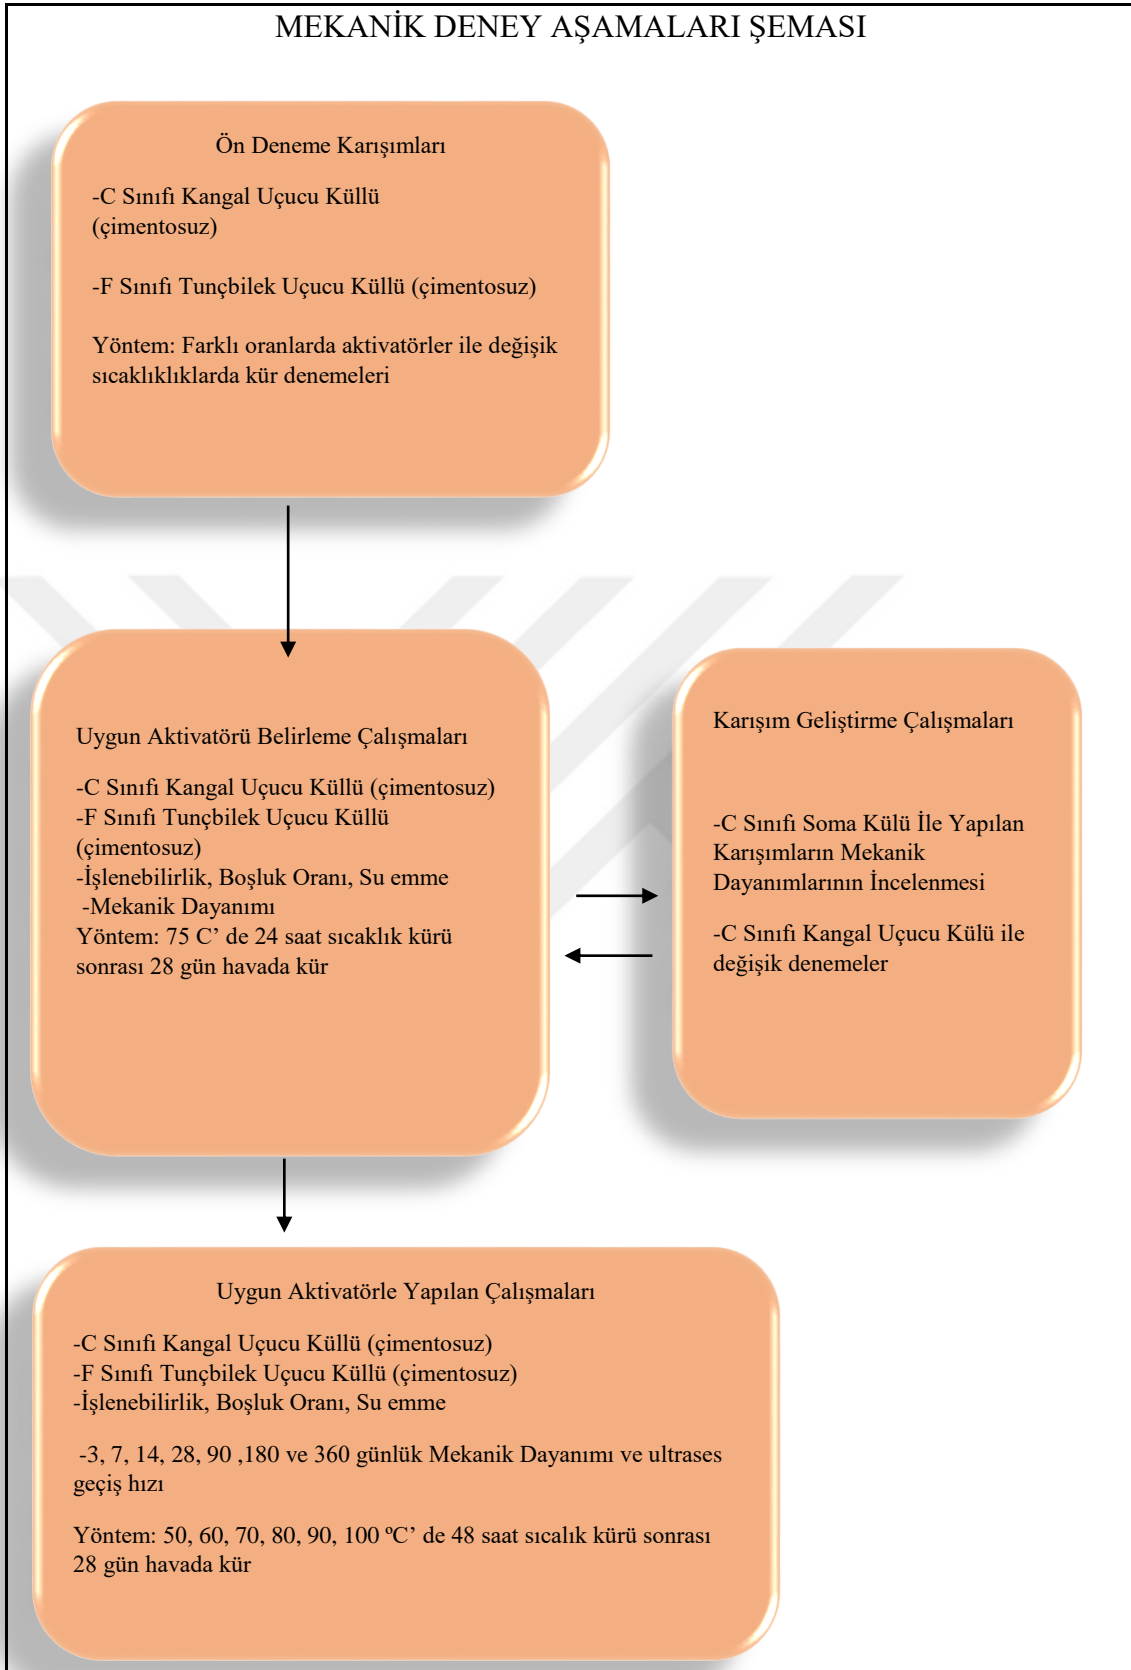 MEKANİK DENEY AŞAMALARI ŞEMASI
Ön Deneme Karışımları
-C Sınıfı Kangal Uçucu Küllü
(çimentosuz)
-F Sınıfı Tunçbilek Uçucu Küllü (çimentosuz)
Yöntem: Farklı oranlarda aktivatörler ile değişik
sıcaklıklıklarda kür denemeleri
Uygun Aktivatörü Belirleme Çalışmaları
-C Sınıfı Kangal Uçucu Küllü (çimentosuz)
-F Sınıfı Tunçbilek Uçucu Küllü
(çimentosuz)
-İşlenebilirlik, Boşluk Oranı, Su emme
-Mekanik Dayanımı
Yöntem: 75 C’ de 24 saat sıcaklık kürü
sonrası 28 gün havada kür
Karışım Geliştirme Çalışmaları
-C Sınıfı Soma Külü İle Yapılan
Karışımların Mekanik
Dayanımlarının İncelenmesi
-C Sınıfı Kangal Uçucu Külü ile
değişik denemeler
Uygun Aktivatörle Yapılan Çalışmaları
-C Sınıfı Kangal Uçucu Küllü (çimentosuz)
-F Sınıfı Tunçbilek Uçucu Küllü (çimentosuz)
-İşlenebilirlik, Boşluk Oranı, Su emme
-3, 7, 14, 28, 90 ,180 ve 360 günlük Mekanik Dayanımı ve ultrases
geçiş hızı
Yöntem: 50, 60, 70, 80, 90, 100 ºC’ de 48 saat sıcalık kürü sonrası
28 gün havada kür